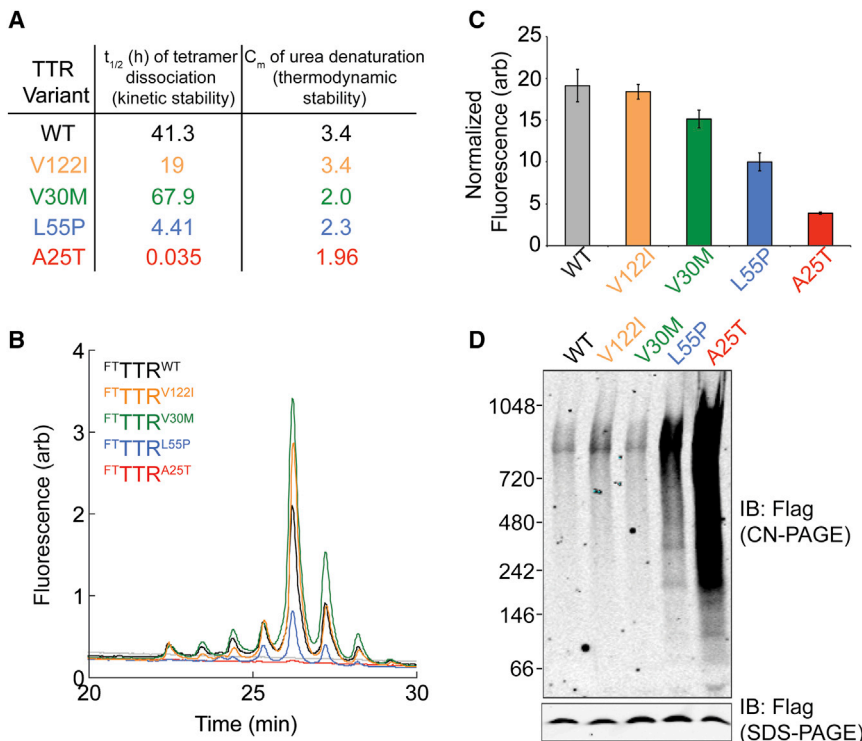 A
TTR Variant
t1/2 (h) of tetramer dissociation (kinetic stability)
Cm of urea denaturation (thermodynamic stability)
WT 41.3 3.4
V122I 19 3.4
V30M 67.9 2.0
L55P 4.41 2.3
A25T 0.035 1.96
B
Fluorescence (arb)
4
3
2
1
0
FTTTRWT
FTTTRV122I
FTTTRV30M
FTTTRL55P
FTTTRA25T
20 25 30
Time (min)
C
Normalized
Fluorescence (arb)
25
20
15
10
5
0
WT V122I V30M L55P A25T
D
WT V122I V30M L55P A25T
1048
720
480
242
146
66
IB: Flag
(CN-PAGE)
IB: Flag
(SDS-PAGE)